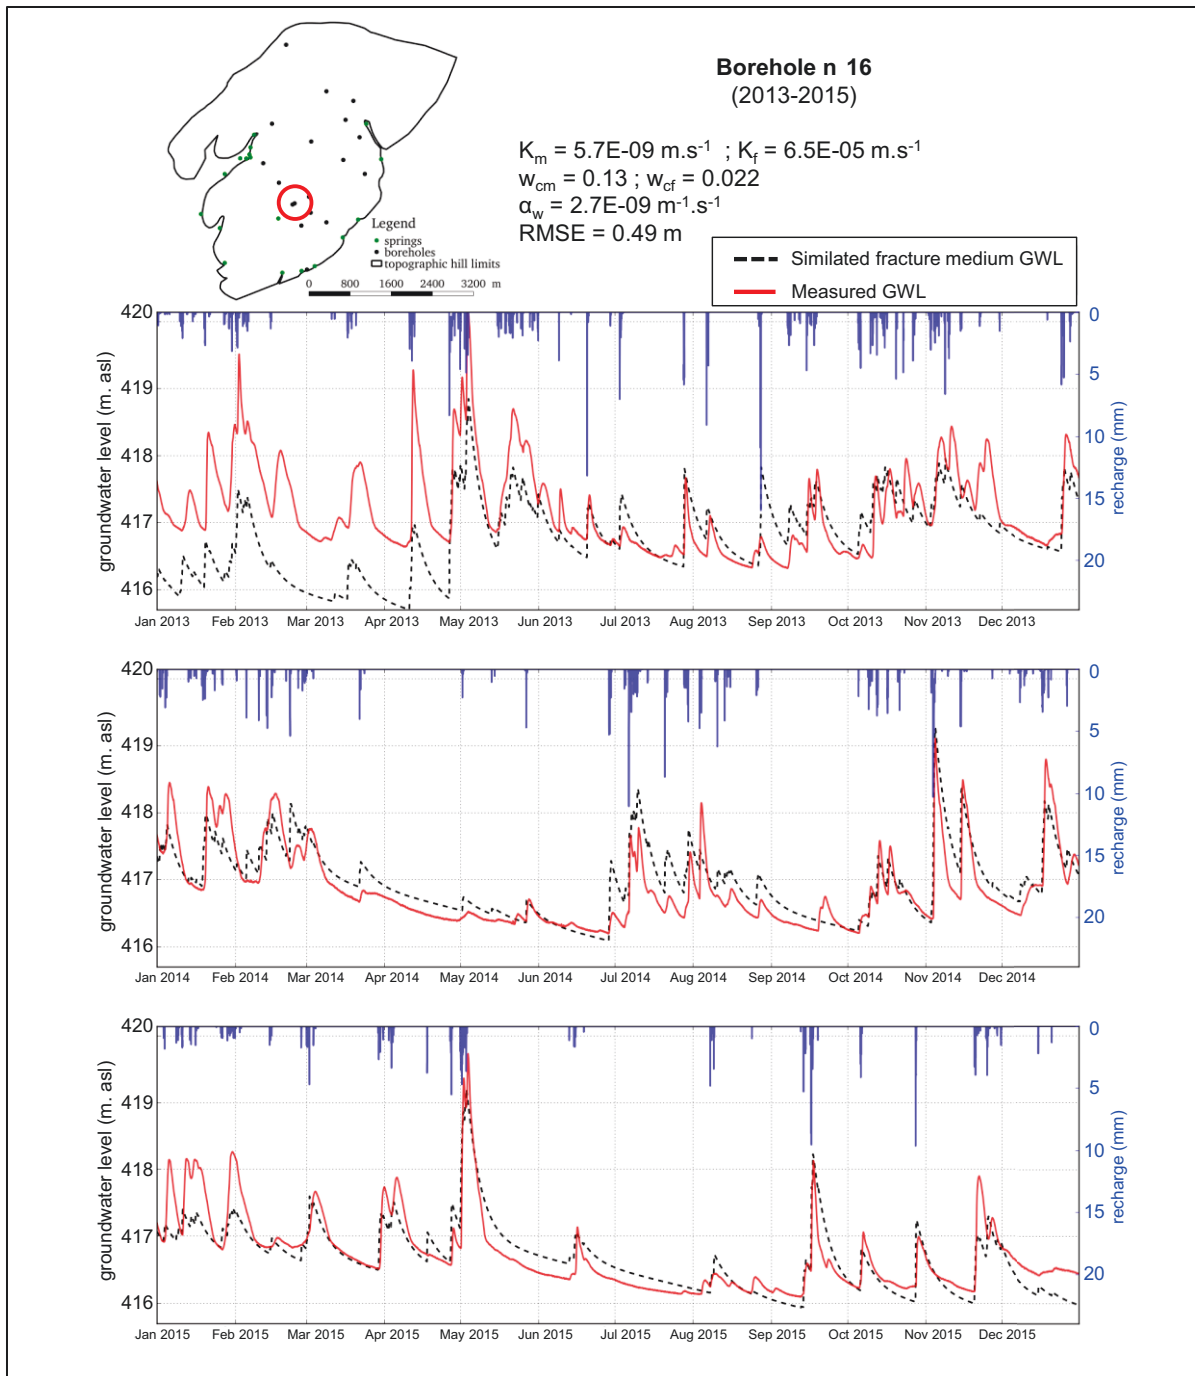 Borehole n 16
(2013-2015)
K_m = 5.7E-09 m.s⁻¹ ; K_f = 6.5E-05 m.s⁻¹
w_cm = 0.13 ; w_cf = 0.022
α_w = 2.7E-09 m⁻¹.s⁻¹
RMSE = 0.49 m
Legend
springs
boreholes
topographic hill limits
0 800 1600 2400 3200 m
Similated fracture medium GWL
Measured GWL
groundwater level (m. asl)
420
419
418
417
416
0
5
10
15
20
recharge (mm)
Jan 2013 Feb 2013 Mar 2013 Apr 2013 May 2013 Jun 2013 Jul 2013 Aug 2013 Sep 2013 Oct 2013 Nov 2013 Dec 2013
groundwater level (m. asl)
420
419
418
417
416
0
5
10
15
20
recharge (mm)
Jan 2014 Feb 2014 Mar 2014 Apr 2014 May 2014 Jun 2014 Jul 2014 Aug 2014 Sep 2014 Oct 2014 Nov 2014 Dec 2014
groundwater level (m. asl)
420
419
418
417
416
0
5
10
15
20
recharge (mm)
Jan 2015 Feb 2015 Mar 2015 Apr 2015 May 2015 Jun 2015 Jul 2015 Aug 2015 Sep 2015 Oct 2015 Nov 2015 Dec 2015